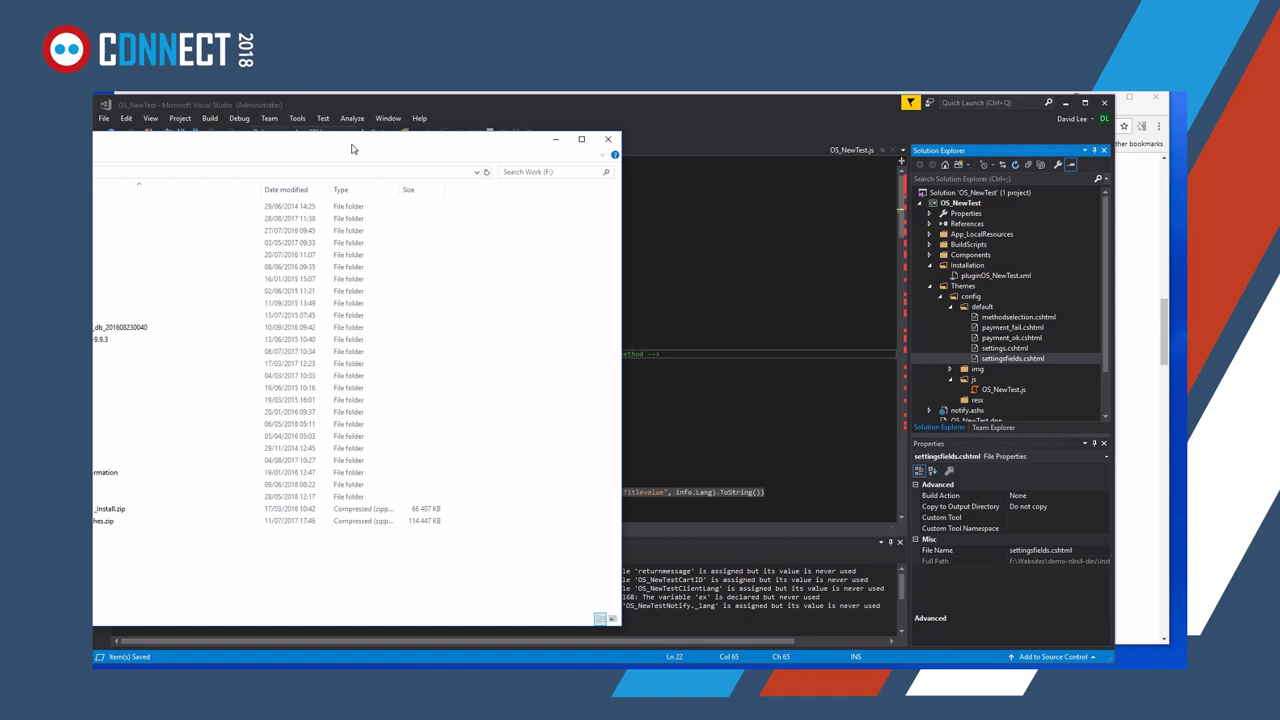 CDNNECT 2018
OS_NewTest - Microsoft Visual Studio (Administrator)
Quick Launch (Ctrl+Q)
File Edit View Project Build Debug Team Tools Test Analyze Window Help
David Lee DL
ther bookmarks
OS_NewTest.js
Search Work (F:)
Date modified Type Size
29/06/2014 14:25 File folder
28/08/2017 11:38 File folder
27/07/2016 09:45 File folder
03/05/2017 09:33 File folder
20/07/2016 11:07 File folder
08/06/2016 09:35 File folder
16/01/2015 15:07 File folder
02/06/2015 11:21 File folder
11/09/2015 13:49 File folder
13/07/2015 07:45 File folder
_db_201608230040 10/09/2016 09:42 File folder
9.9.3 13/06/2015 10:40 File folder
08/07/2017 10:34 File folder
17/03/2017 12:23 File folder
04/03/2017 10:33 File folder
19/06/2015 10:16 File folder
19/03/2015 16:01 File folder
20/01/2016 09:37 File folder
06/05/2018 05:11 File folder
05/04/2016 05:03 File folder
29/11/2014 12:45 File folder
04/08/2017 10:27 File folder
ormation 19/01/2016 12:47 File folder
09/06/2018 08:22 File folder
28/05/2018 12:17 File folder
_Install.zip 17/03/2016 10:42 Compressed (zipp... 66 407 KB
hes.zip 11/07/2017 17:46 Compressed (zipp... 114 447 KB
ethod -->
Titlevalue", info.Lang).ToString())
le 'returnmessage' is assigned but its value is never used
le 'OS_NewTestCartID' is assigned but its value is never used
le 'OS_NewTestClientLang' is assigned but its value is never used
168: The variable 'ex' is declared but never used
'OS_NewTestNotify._lang' is assigned but its value is never used
Solution Explorer
Search Solution Explorer (Ctrl+;)
Solution 'OS_NewTest' (1 project)
OS_NewTest
Properties
References
App_LocalResources
BuildScripts
Components
Installation
pluginOS_NewTest.xml
Themes
config
default
methodselection.cshtml
payment_fail.cshtml
payment_ok.cshtml
settings.cshtml
settingsfields.cshtml
img
js
OS_NewTest.js
resx
notify.ashx
OS_NewTest.dnn
Solution Explorer Team Explorer
Properties
settingsfields.cshtml File Properties
Advanced
Build Action None
Copy to Output Directory Do not copy
Custom Tool
Custom Tool Namespace
Misc
File Name settingsfields.cshtml
Full Path F:\Websites\demo-nbs4-dev\Inst
Advanced
Item(s) Saved Ln 22 Col 65 Ch 65 INS Add to Source Control